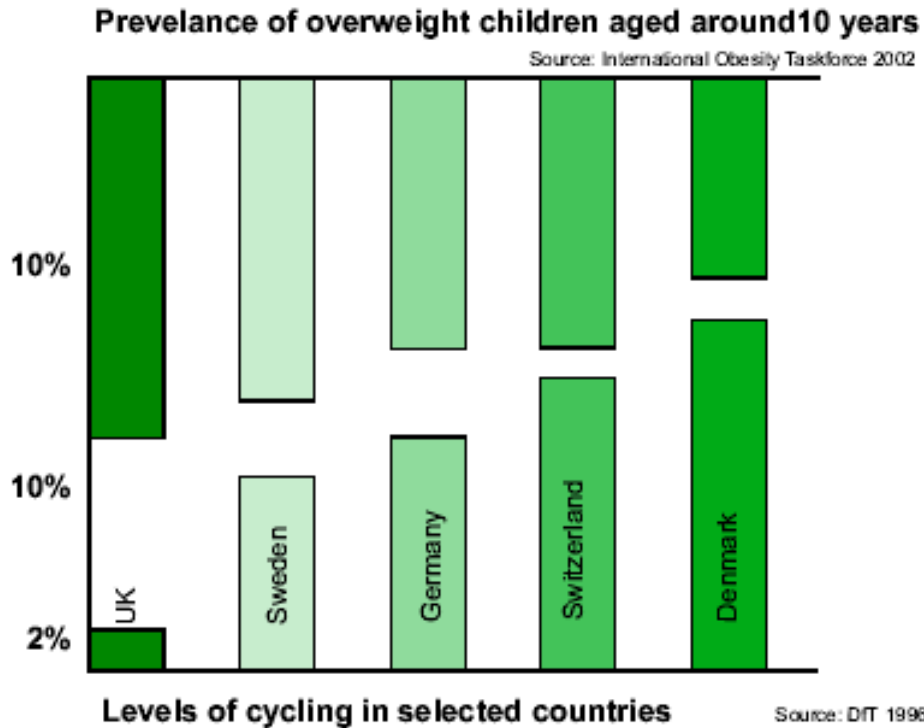 Prevelance of overweight children aged around10 years
Source: International Obesity Taskforce 2002
10%
10%
2%
UK
Sweden
Germany
Switzerland
Denmark
Levels of cycling in selected countries
Source: DfT